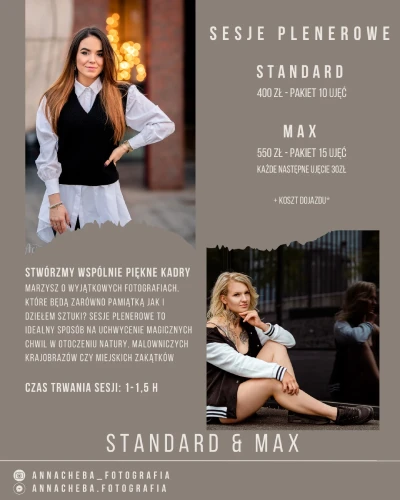 SESJE PLENEROWE
STANDARD
400 ZŁ - PAKIET 10 UJĘĆ
MAX
550 ZŁ - PAKIET 15 UJĘĆ
KAŻDE NASTĘPNE UJĘCIE 30ZŁ
+ KOSZT DOJAZDU*
STWÓRZMY WSPÓLNIE PIĘKNE KADRY
MARZYSZ O WYJĄTKOWYCH FOTOGRAFIACH,
KTÓRE BĘDĄ ZARÓWNO PAMIĄTKĄ JAK I
DZIEŁEM SZTUKI? SESJE PLENEROWE TO
IDEALNY SPOSÓB NA UCHWYCENIE MAGICZNYCH
CHWIL W OTOCZENIU NATURY, MALOWNICZYCH
KRAJOBRAZÓW CZY MIEJSKICH ZAKĄTKÓW
CZAS TRWANIA SESJI: 1-1,5 H
STANDARD & MAX
ANNACHEBA_FOTOGRAFIA
ANNACHEBA.FOTOGRAFIA